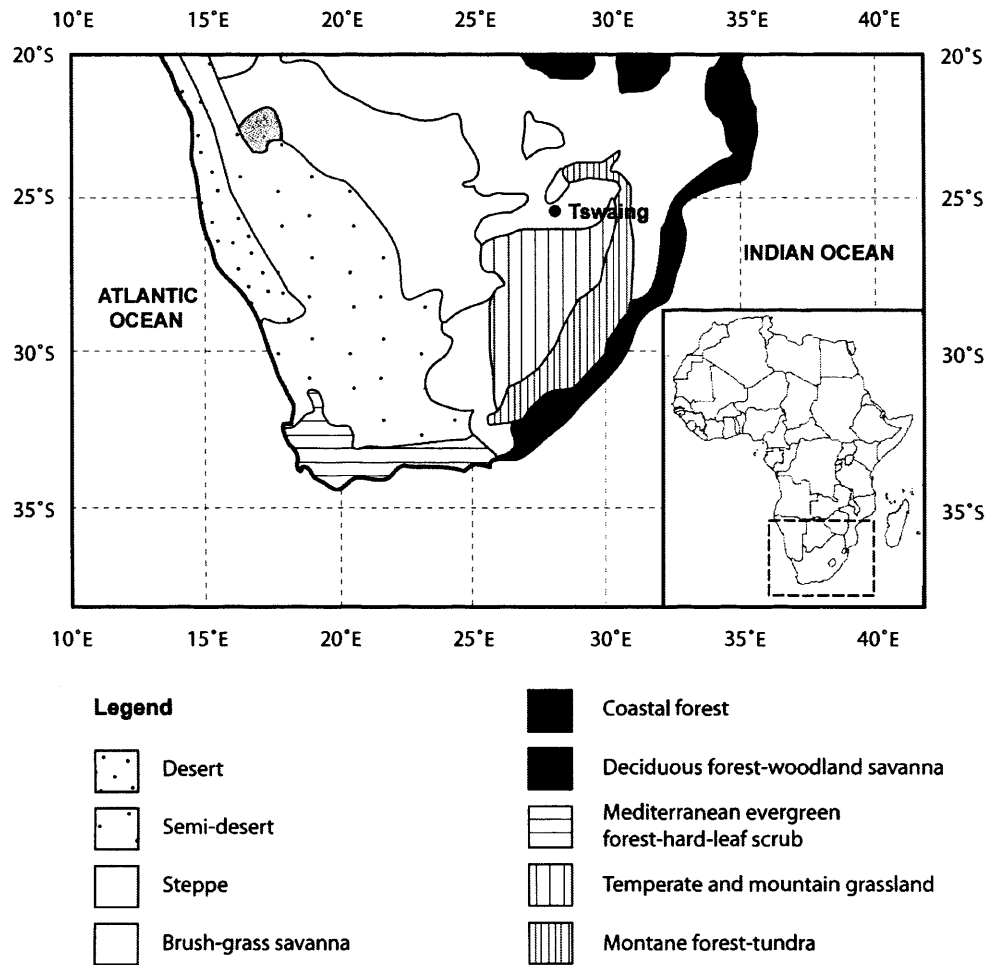 10˚E 15˚E 20˚E 25˚E 30˚E 35˚E 40˚E
20˚S 20˚S
25˚S 25˚S
Tswaing
INDIAN OCEAN
ATLANTIC
OCEAN
30˚S 30˚S
35˚S 35˚S
10˚E 15˚E 20˚E 25˚E 30˚E 35˚E 40˚E
Legend
Desert
Semi-desert
Steppe
Brush-grass savanna
Coastal forest
Deciduous forest-woodland savanna
Mediterranean evergreen
forest-hard-leaf scrub
Temperate and mountain grassland
Montane forest-tundra